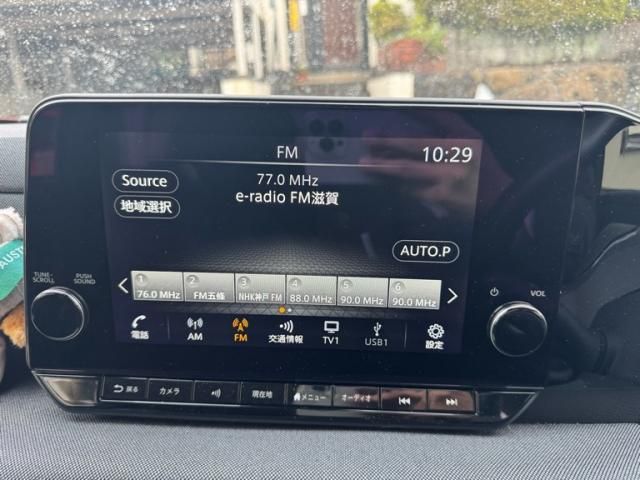 FM
10:29
Source
77.0 MHz
地域選択
e-radio FM滋賀
AUTO.P
1
76.0 MHz
2
FM五條
3
NHK神戸 FM
4
88.0 MHz
5
90.0 MHz
6
90.0 MHz
電話
AM
FM
交通情報
TV1
USB1
設定
TUNE·
SCROLL
PUSH
SOUND
VOL
戻る
カメラ
現在地
メニュー
オーディオ
AUST